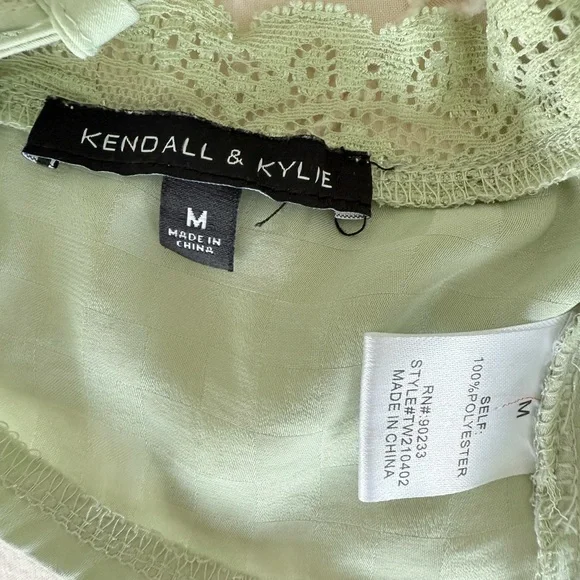 KENDALL & KYLIE
M
MADE IN
CHINA
M
SELF:
100%POLYESTER
RN#:90233
STYLE#TW210402
MADE IN CHINA